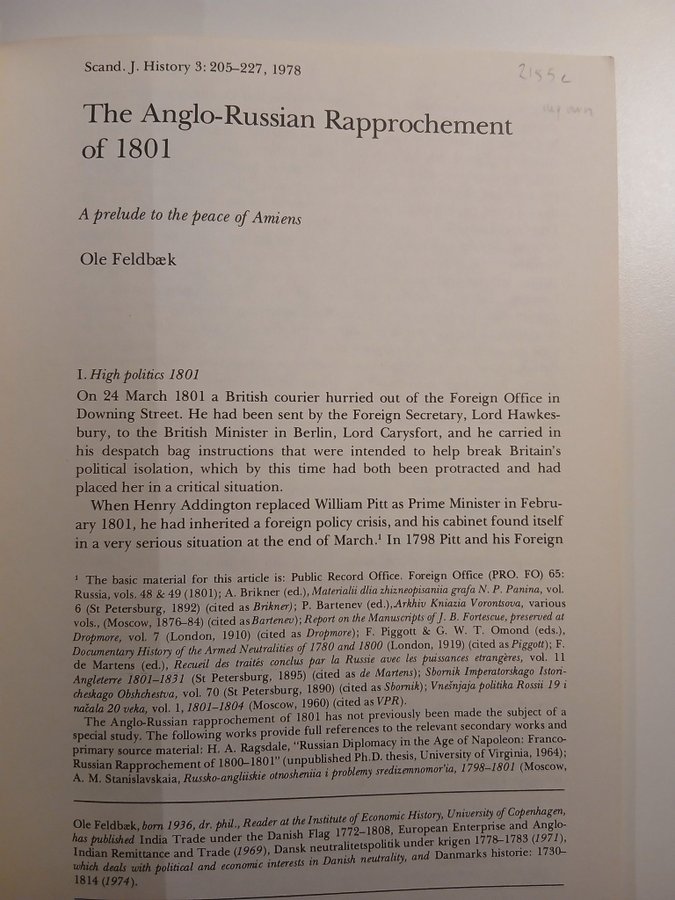 Scand. J. History 3: 205–227, 1978
2155c
The Anglo-Russian Rapprochement
of 1801
A prelude to the peace of Amiens
Ole Feldbæk
I. High politics 1801
On 24 March 1801 a British courier hurried out of the Foreign Office in
Downing Street. He had been sent by the Foreign Secretary, Lord Hawkes-
bury, to the British Minister in Berlin, Lord Carysfort, and he carried in
his despatch bag instructions that were intended to help break Britain's
political isolation, which by this time had both been protracted and had
placed her in a critical situation.
When Henry Addington replaced William Pitt as Prime Minister in Febru-
ary 1801, he had inherited a foreign policy crisis, and his cabinet found itself
in a very serious situation at the end of March.¹ In 1798 Pitt and his Foreign
¹ The basic material for this article is: Public Record Office. Foreign Office (PRO. FO) 65:
Russia, vols. 48 & 49 (1801); A. Brikner (ed.), Materialii dlia zhizneopisaniia grafa N. P. Panina, vol.
6 (St Petersburg, 1892) (cited as Brikner); P. Bartenev (ed.), Arkhiv Kniazia Vorontsova, various
vols., (Moscow, 1876–84) (cited as Bartenev); Report on the Manuscripts of J. B. Fortescue, preserved at
Dropmore, vol. 7 (London, 1910) (cited as Dropmore); F. Piggott & G. W. T. Omond (eds.),
Documentary History of the Armed Neutralities of 1780 and 1800 (London, 1919) (cited as Piggott); F.
de Martens (ed.), Recueil des traités conclus par la Russie avec les puissances etrangères, vol. 11
Angleterre 1801–1831 (St Petersburg, 1895) (cited as de Martens); Sbornik Imperatorskago Istori-
cheskago Obshchestva, vol. 70 (St Petersburg, 1890) (cited as Sbornik); Vnešnjaja politika Rossii 19 i
načala 20 veka, vol. 1, 1801–1804 (Moscow, 1960) (cited as VPR).
The Anglo-Russian rapprochement of 1801 has not previously been made the subject of a
special study. The following works provide full references to the relevant secondary works and
primary source material: H. A. Ragsdale, "Russian Diplomacy in the Age of Napoleon: Franco-
Russian Rapprochement of 1800–1801" (unpublished Ph.D. thesis, University of Virginia, 1964);
A. M. Stanislavskaia, Russko-angliiskie otnosheniia i problemy sredizemnomor'ia, 1798–1801 (Moscow,
Ole Feldbæk, born 1936, dr. phil., Reader at the Institute of Economic History, University of Copenhagen,
has published India Trade under the Danish Flag 1772–1808, European Enterprise and Anglo-
Indian Remittance and Trade (1969), Dansk neutralitetspolitik under krigen 1778–1783 (1971),
which deals with political and economic interests in Danish neutrality, and Danmarks historie: 1730–
1814 (1974).